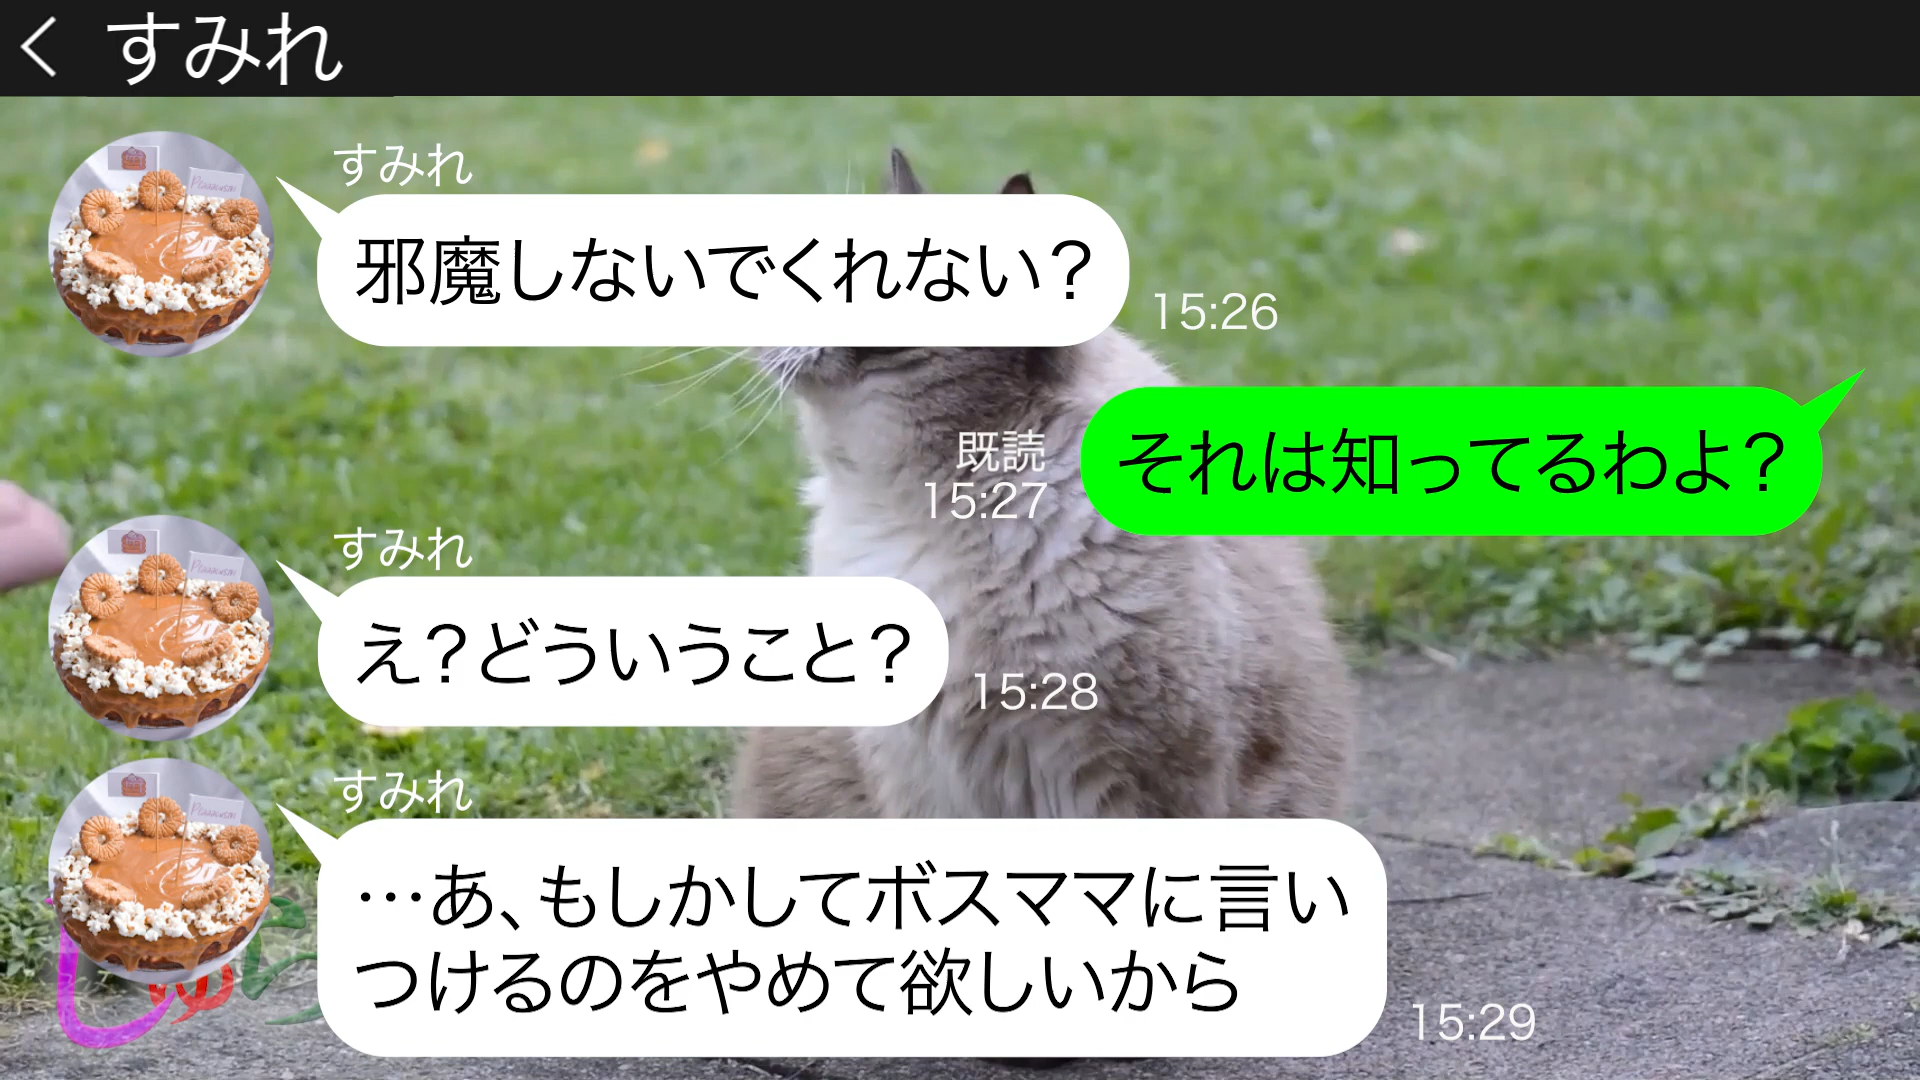 すみれ
すみれ
邪魔しないでくれない？
15:26
それは知ってるわよ？
既読
15:27
すみれ
え？どういうこと？
15:28
すみれ
…あ、もしかしてボスママに言い
つけるのをやめて欲しいから
15:29